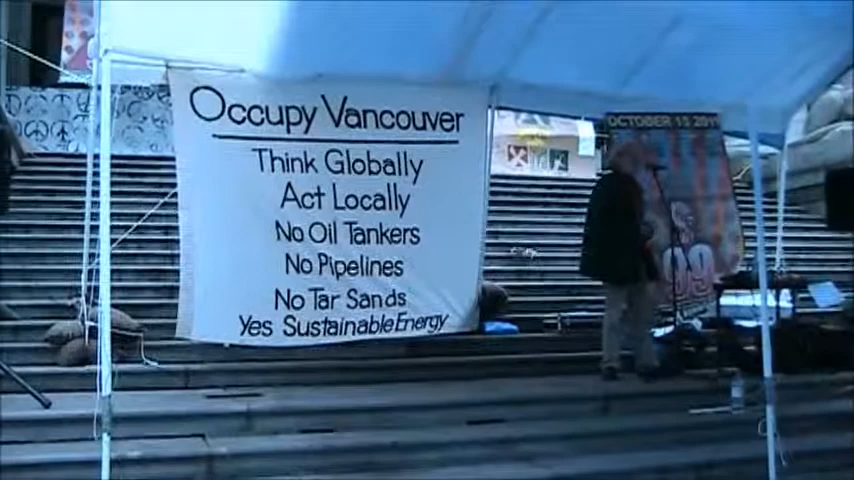 Occupy Vancouver
Think Globally
Act Locally
No Oil Tankers
No Pipelines
No Tar Sands
Yes Sustainable Energy
OCTOBER 15 2011
99